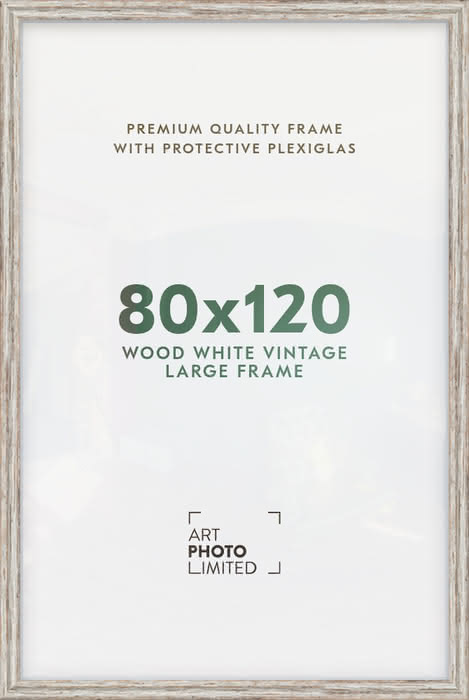 PREMIUM QUALITY FRAME
WITH PROTECTIVE PLEXIGLAS
80x120
WOOD WHITE VINTAGE
LARGE FRAME
ART
PHOTO
LIMITED